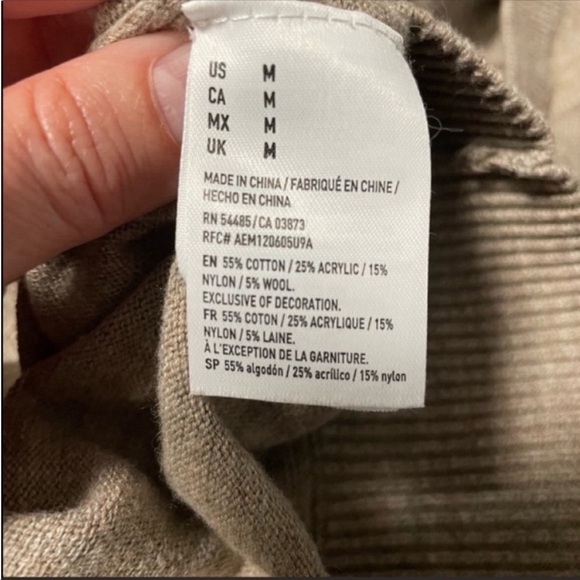 US M
CA M
MX M
UK M
MADE IN CHINA / FABRIQUÉ EN CHINE /
HECHO EN CHINA
RN 54485/CA 03873
RFC# AEM120605U9A
EN 55% COTTON / 25% ACRYLIC / 15%
NYLON / 5% WOOL.
EXCLUSIVE OF DECORATION.
FR 55% COTON / 25% ACRYLIQUE / 15%
NYLON / 5% LAINE.
À L'EXCEPTION DE LA GARNITURE.
SP 55% algodón / 25% acrílico / 15% nylon